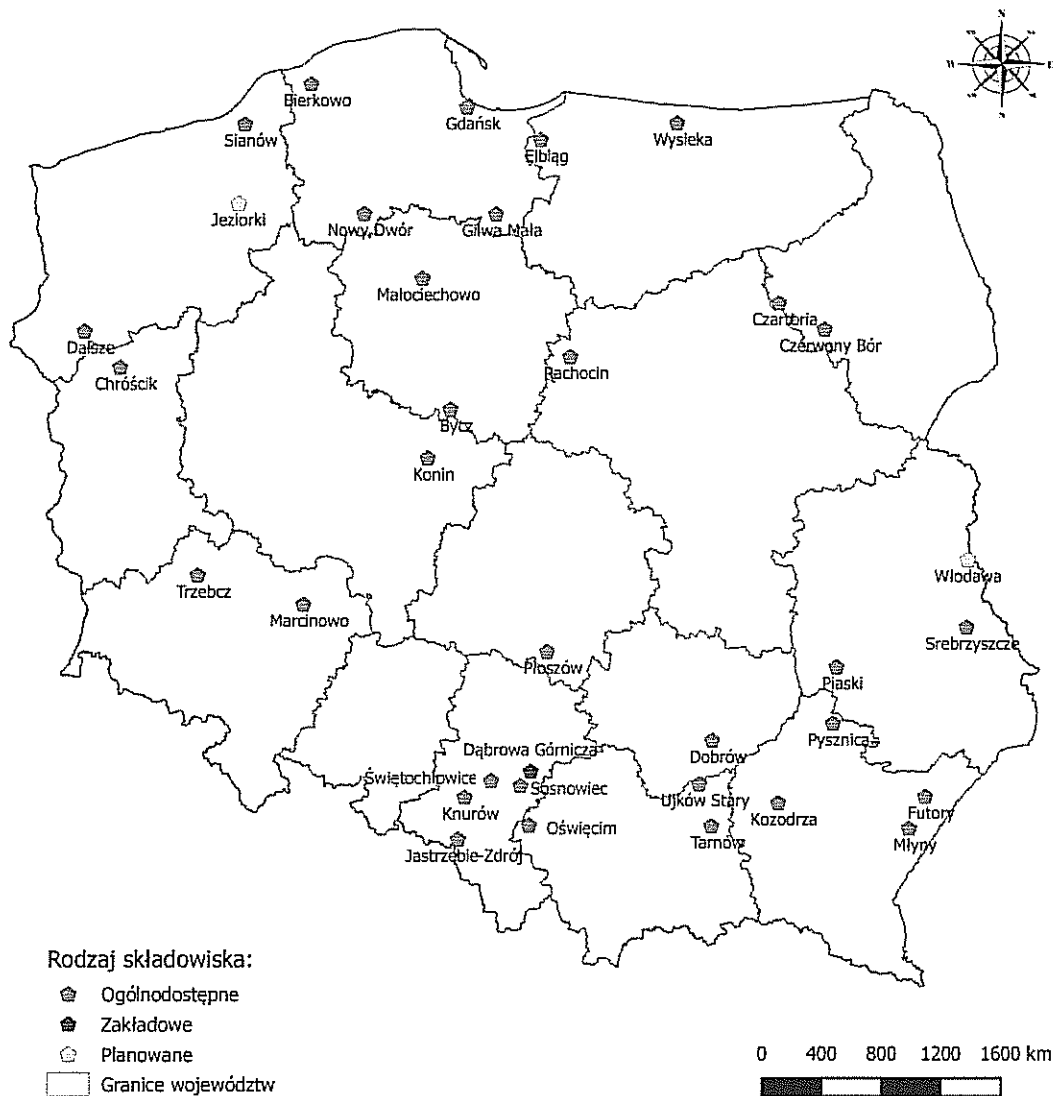 N
W
E
Bierkowo
Gdańsk
Sianów
Wysieka
Elbląg
Jeziorki
Nowy Dwór
Gilwa Mała
Małociechowo
Czartoria
Dalsze
Czerwony Bór
Chróścik
Rachocin
Bycz
Konin
Włodawa
Trzebcz
Marcinowo
Srebrzyszcze
Płoszów
Piaski
Pysznica
Dąbrowa Górnicza
Dobrów
Świętochłowice
Sosnowiec
Ujków Stary
Knurów
Kozodrza
Futory
Oświęcim
Tarnów
Młyny
Jastrzębie-Zdrój
Rodzaj składowiska:
Ogólnodostępne
Zakładowe
Planowane
Granice województw
0 400 800 1200 1600 km